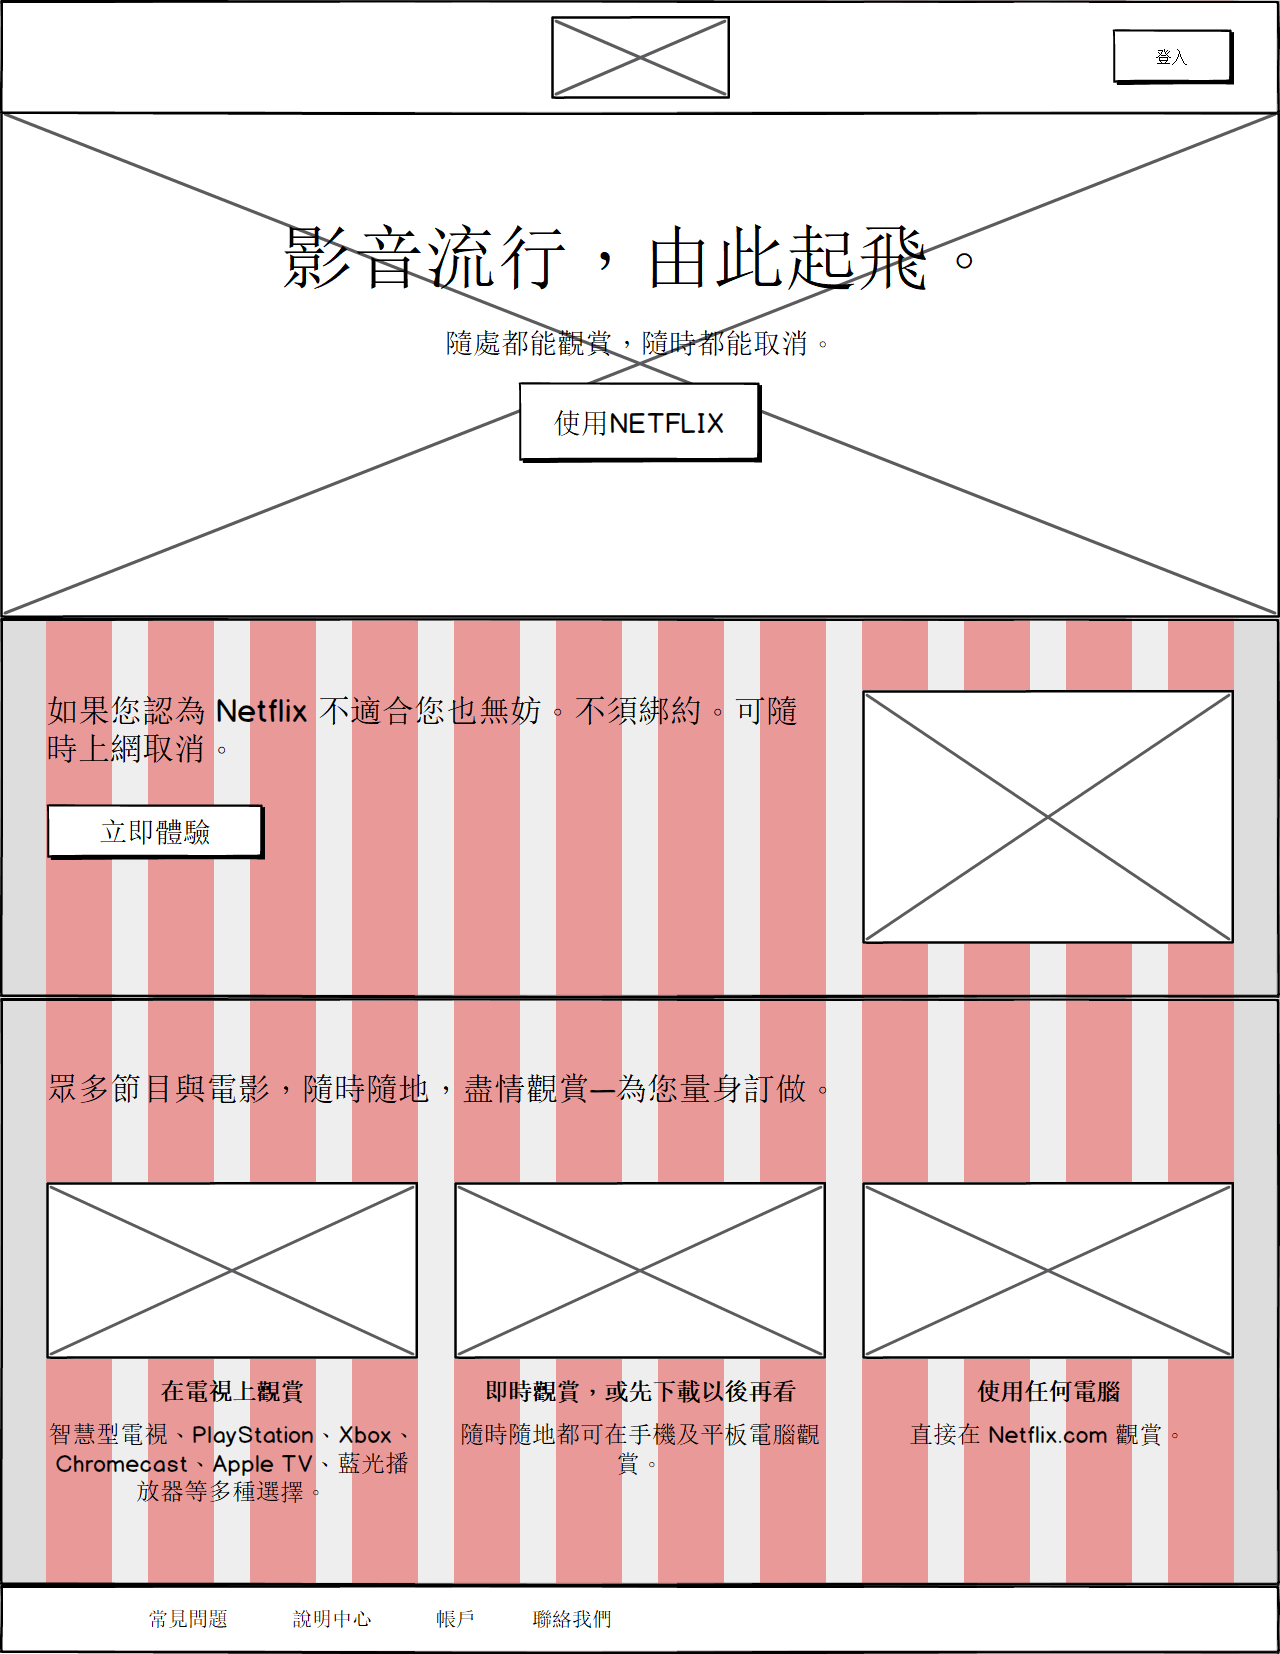 登入
影音流行，由此起飛。
隨處都能觀賞，隨時都能取消。
使用NETFLIX
如果您認為 Netflix 不適合您也無妨。不須綁約。可隨
時上網取消。
立即體驗
眾多節目與電影，隨時隨地，盡情觀賞—為您量身訂做。
在電視上觀賞
智慧型電視、PlayStation、Xbox、
Chromecast、Apple TV、藍光播
放器等多種選擇。
即時觀賞，或先下載以後再看
隨時隨地都可在手機及平板電腦觀
賞。
使用任何電腦
直接在 Netflix.com 觀賞。
常見問題 說明中心 帳戶 聯絡我們